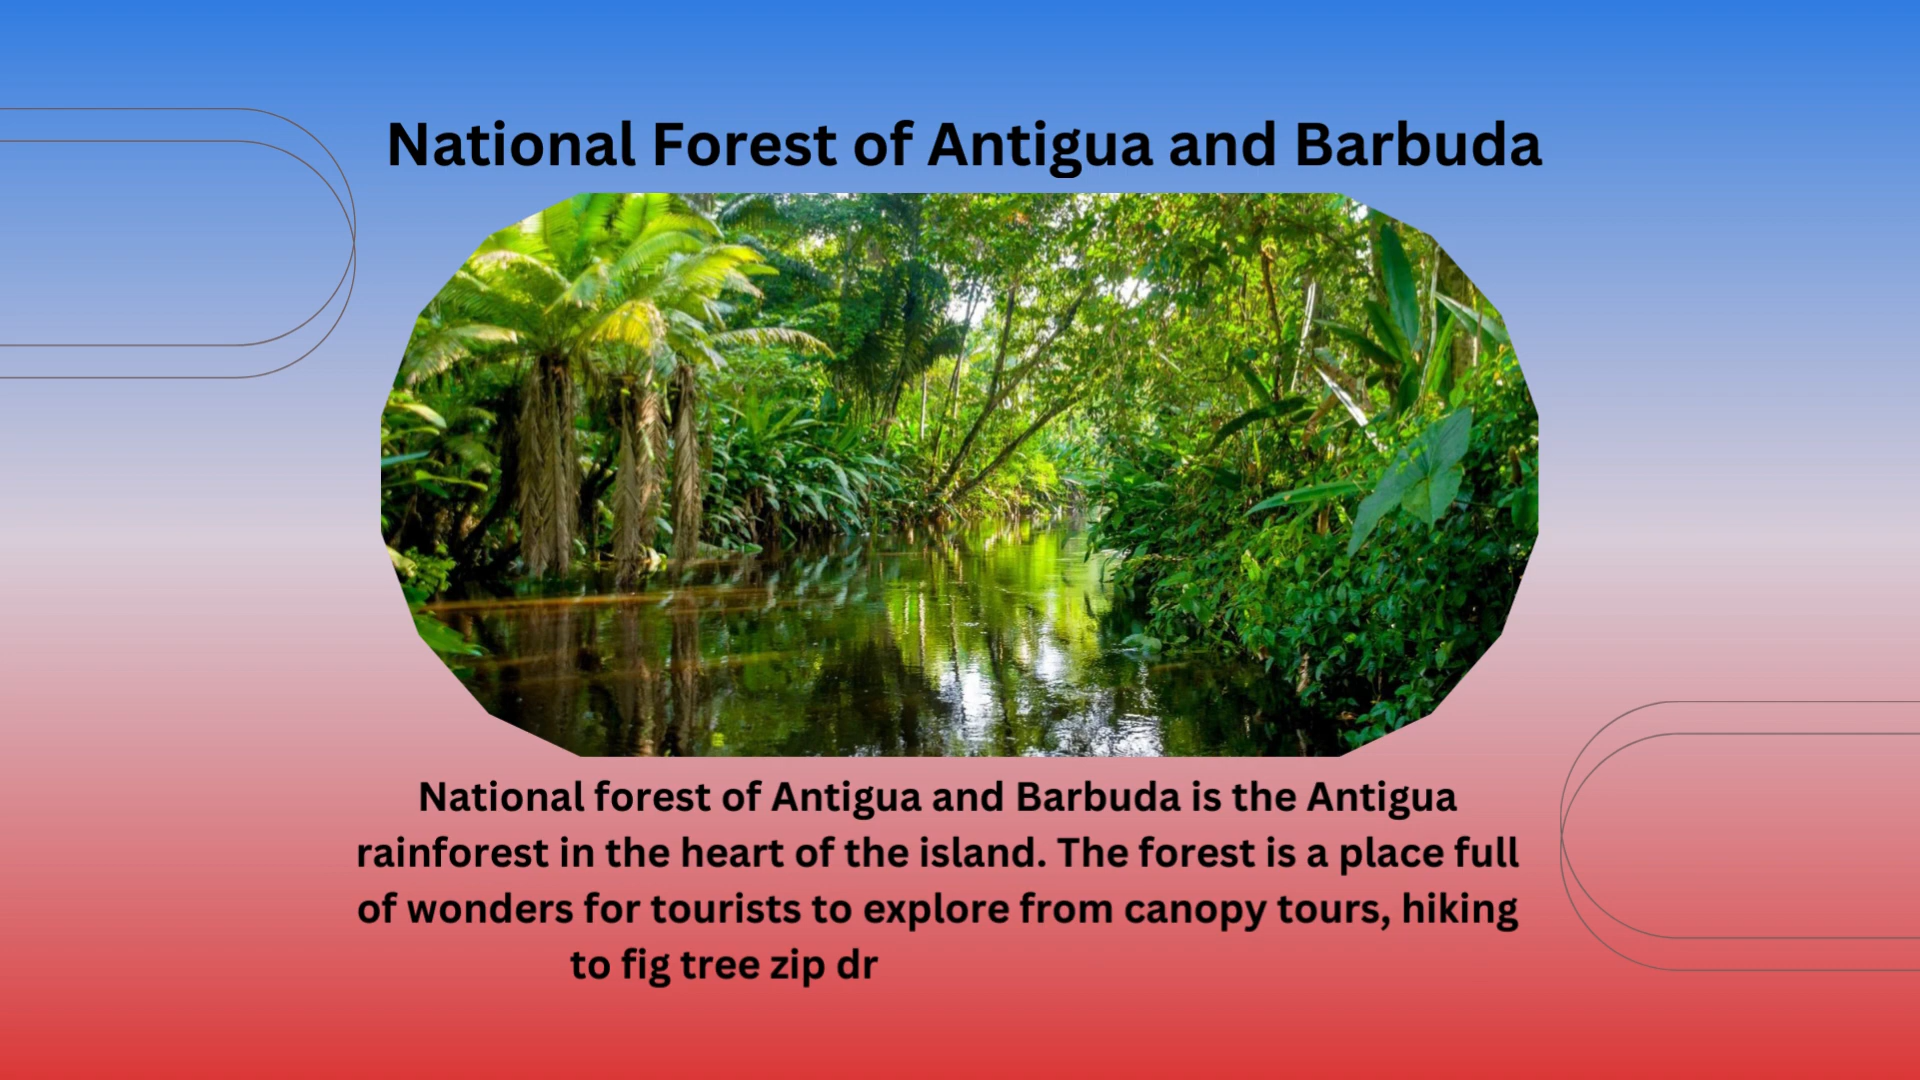 National Forest of Antigua and Barbuda
National forest of Antigua and Barbuda is the Antigua
rainforest in the heart of the island. The forest is a place full
of wonders for tourists to explore from canopy tours, hiking
to fig tree zip dr